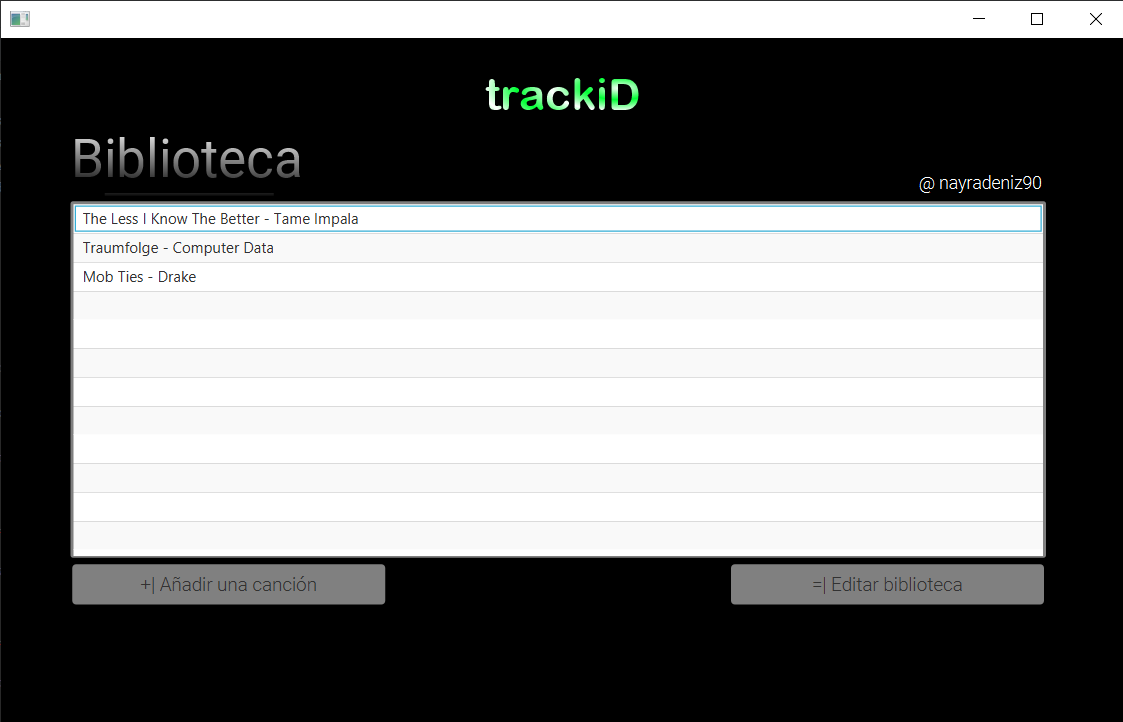 trackiD
Biblioteca
@ nayradeniz90
The Less I Know The Better - Tame Impala
Traumfolge - Computer Data
Mob Ties - Drake
+| Añadir una canción
=| Editar biblioteca